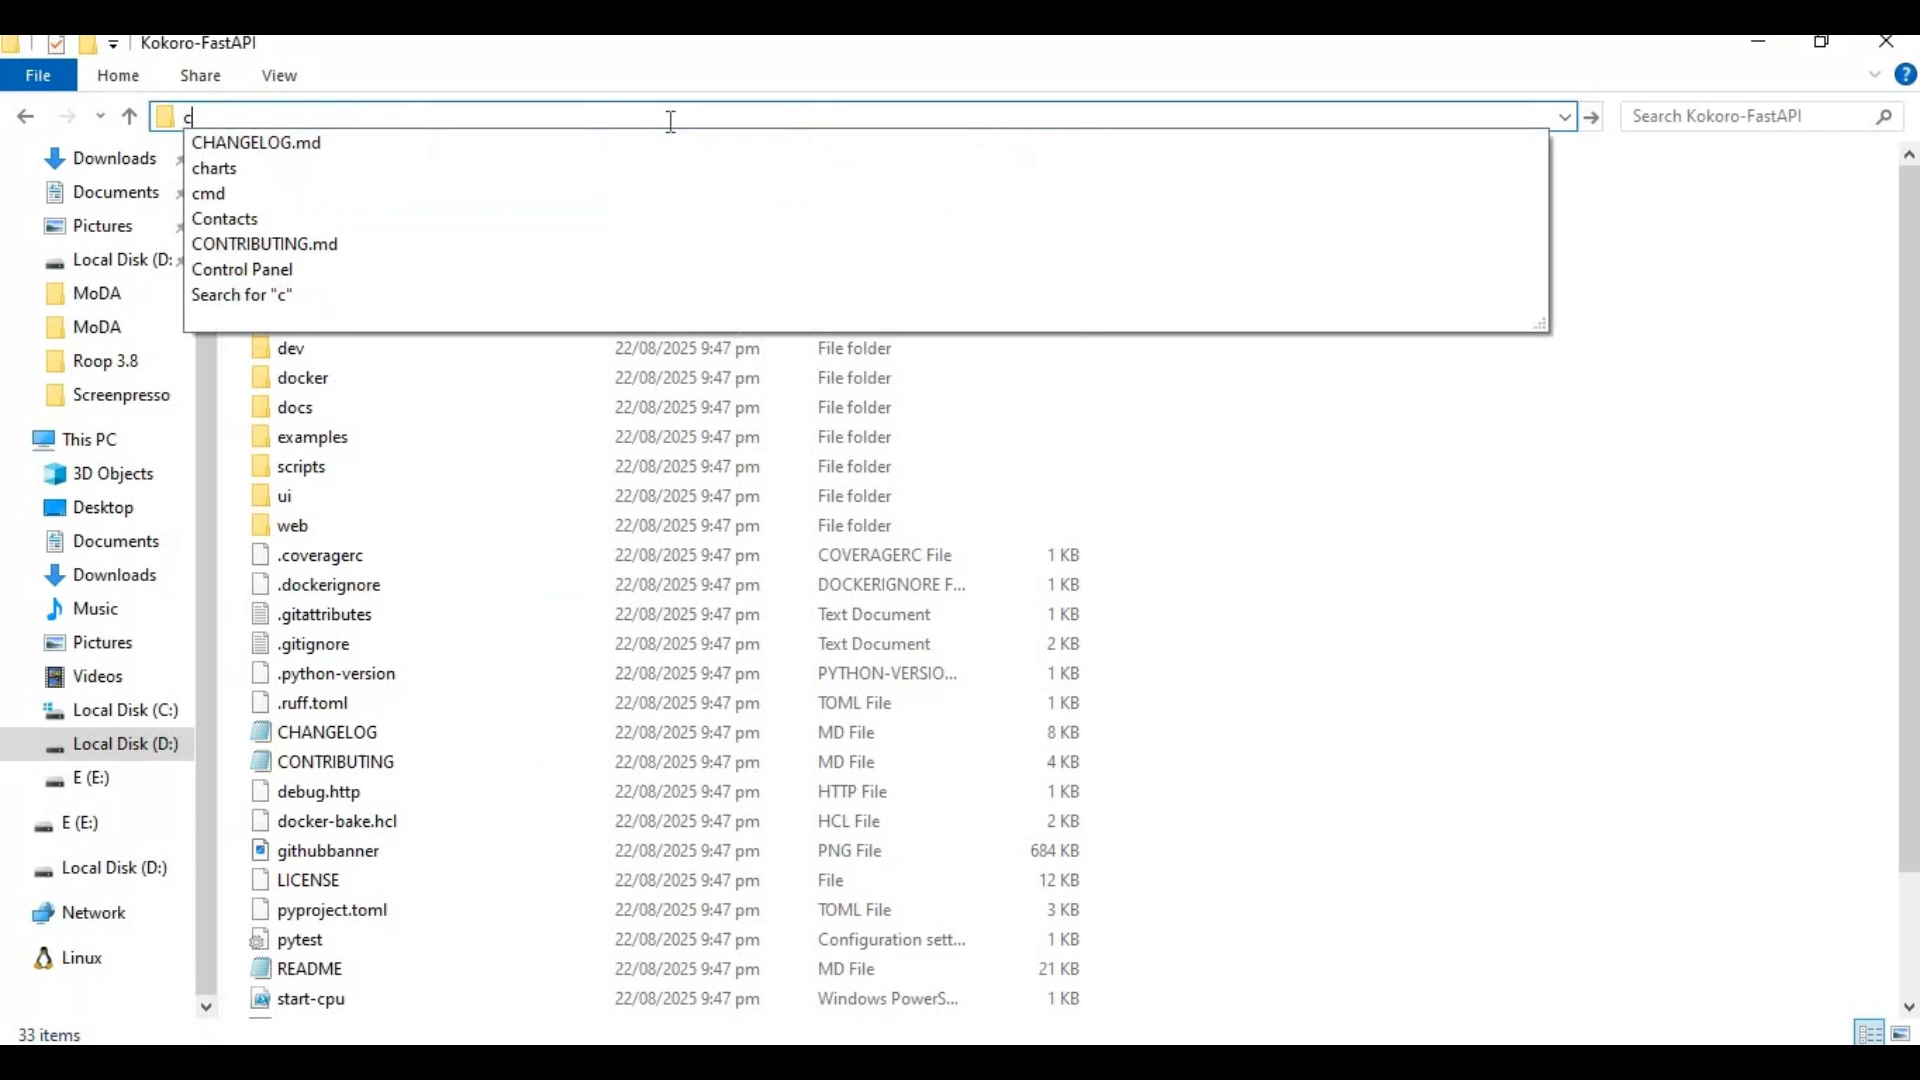 Kokoro-FastAPI
File Home Share View
c
Search Kokoro-FastAPI
CHANGELOG.md
charts
cmd
Contacts
CONTRIBUTING.md
Control Panel
Search for "c"
Downloads
Documents
Pictures
Local Disk (D:
MoDA
MoDA
Roop 3.8
Screenpresso
This PC
3D Objects
Desktop
Documents
Downloads
Music
Pictures
Videos
Local Disk (C:)
Local Disk (D:)
E (E:)
E (E:)
Local Disk (D:)
Network
Linux
dev 22/08/2025 9:47 pm File folder
docker 22/08/2025 9:47 pm File folder
docs 22/08/2025 9:47 pm File folder
examples 22/08/2025 9:47 pm File folder
scripts 22/08/2025 9:47 pm File folder
ui 22/08/2025 9:47 pm File folder
web 22/08/2025 9:47 pm File folder
.coveragerc 22/08/2025 9:47 pm COVERAGERC File 1 KB
.dockerignore 22/08/2025 9:47 pm DOCKERIGNORE F... 1 KB
.gitattributes 22/08/2025 9:47 pm Text Document 1 KB
.gitignore 22/08/2025 9:47 pm Text Document 2 KB
.python-version 22/08/2025 9:47 pm PYTHON-VERSIO... 1 KB
.ruff.toml 22/08/2025 9:47 pm TOML File 1 KB
CHANGELOG 22/08/2025 9:47 pm MD File 8 KB
CONTRIBUTING 22/08/2025 9:47 pm MD File 4 KB
debug.http 22/08/2025 9:47 pm HTTP File 1 KB
docker-bake.hcl 22/08/2025 9:47 pm HCL File 2 KB
githubbanner 22/08/2025 9:47 pm PNG File 684 KB
LICENSE 22/08/2025 9:47 pm File 12 KB
pyproject.toml 22/08/2025 9:47 pm TOML File 3 KB
pytest 22/08/2025 9:47 pm Configuration sett... 1 KB
README 22/08/2025 9:47 pm MD File 21 KB
start-cpu 22/08/2025 9:47 pm Windows PowerS... 1 KB
33 items